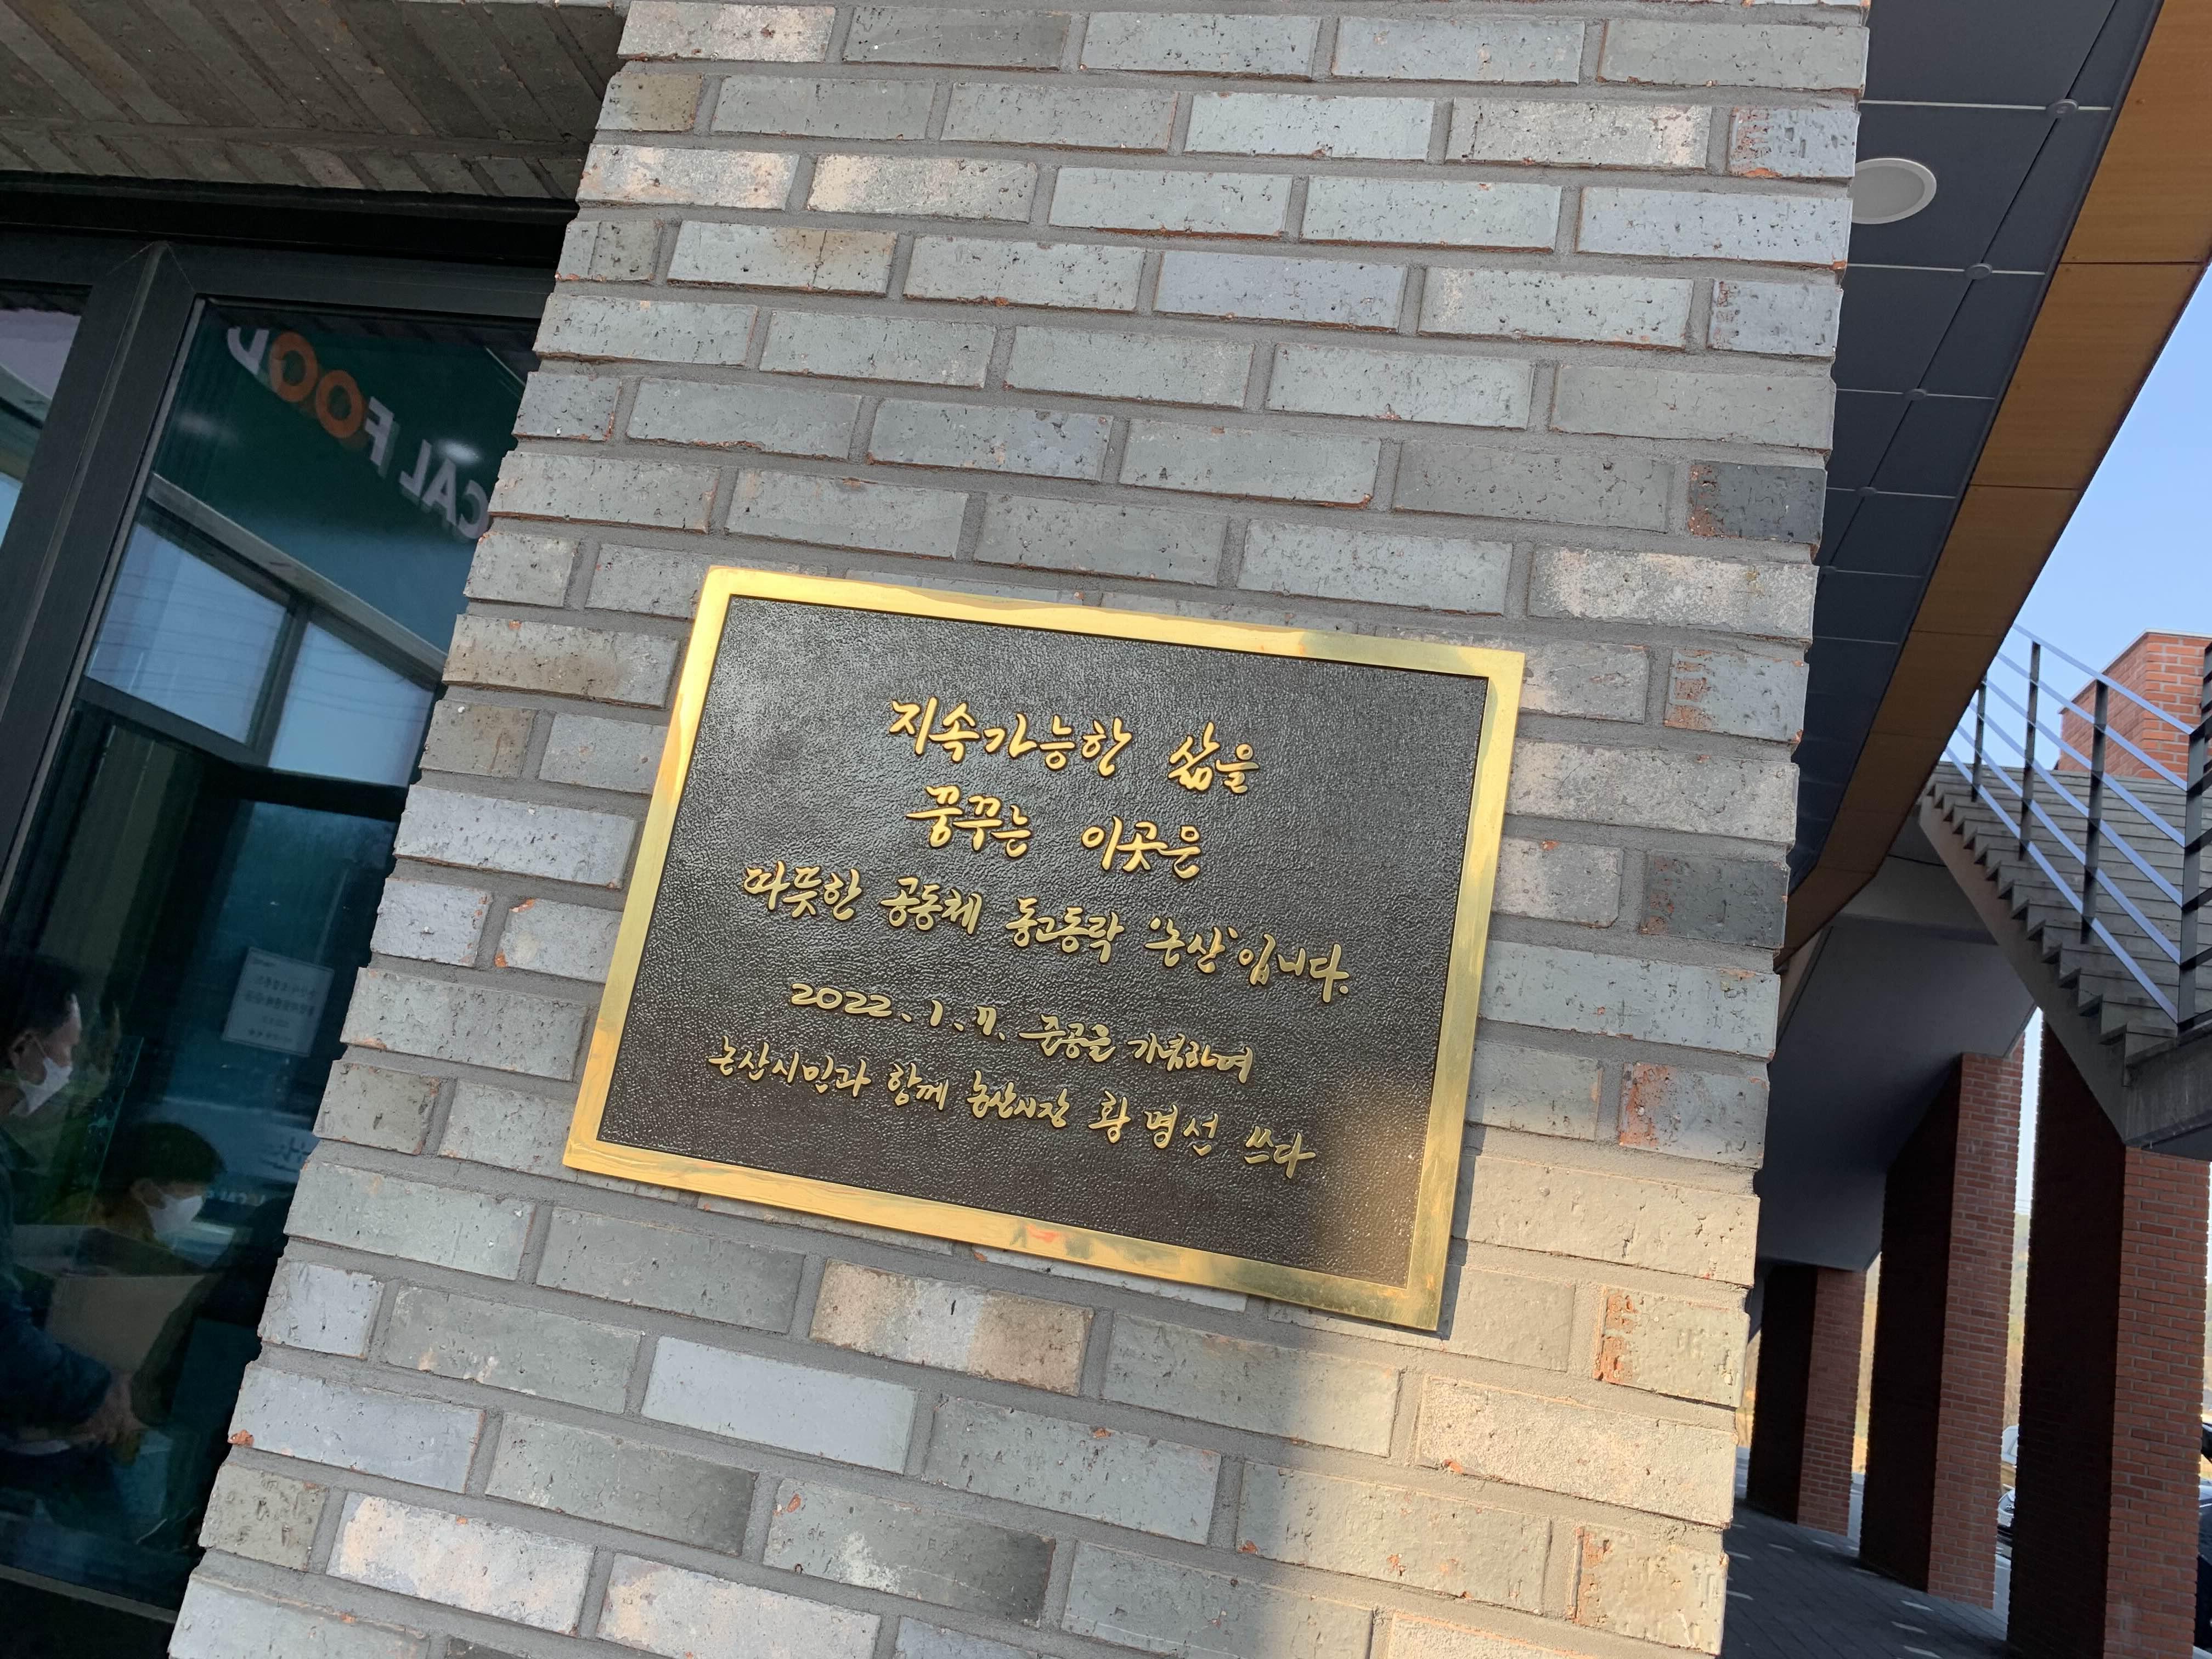 CAL FOOD
지속가능한 삶을
꿈꾸는 이곳은
따뜻한 공동체 동고동락 '논산'입니다.
2022. 1. 7. 준공을 기념하며
논산시민과 함께 논산시장 황명선 쓰다